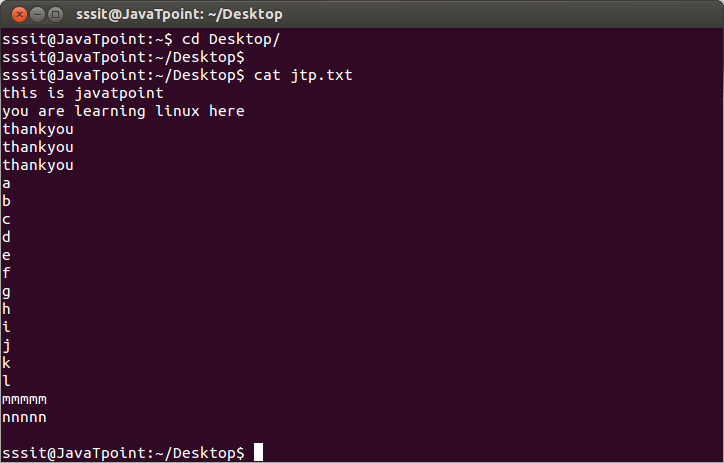 sssit@JavaTpoint: ~/Desktop
sssit@JavaTpoint:~$ cd Desktop/
sssit@JavaTpoint:~/Desktop$
sssit@JavaTpoint:~/Desktop$ cat jtp.txt
this is javatpoint
you are learning linux here
thankyou
thankyou
thankyou
a
b
c
d
e
f
g
h
i
j
k
l
mmmmm
nnnnn
sssit@JavaTpoint:~/Desktop$